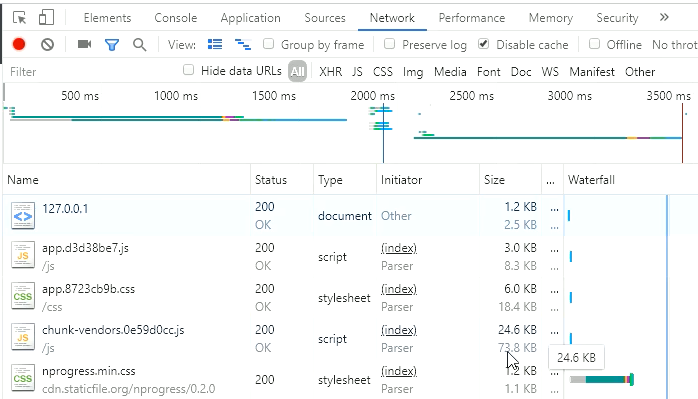 Elements Console Application Sources Network Performance Memory Security »
View: Group by frame Preserve log Disable cache Offline No thrott
Filter Hide data URLs All XHR JS CSS Img Media Font Doc WS Manifest Other
500 ms 1000 ms 1500 ms 2000 ms 2500 ms 3000 ms 3500 ms
Name Status Type Initiator Size ... Waterfall
127.0.0.1 200 document Other 1.2 KB ...
OK 2.5 KB ...
app.d3d38be7.js 200 script (index) 3.0 KB ...
/js OK Parser 8.3 KB ...
app.8723cb9b.css 200 stylesheet (index) 6.0 KB ...
/css OK Parser 18.4 KB ...
chunk-vendors.0e59d0cc.js 200 script (index) 24.6 KB ...
/js OK Parser 73.8 KB
24.6 KB
nprogress.min.css 200 stylesheet (index) 1.2 KB ...
cdn.staticfile.org/nprogress/0.2.0 Parser 1.1 KB ...
JS
CSS
JS
CSS